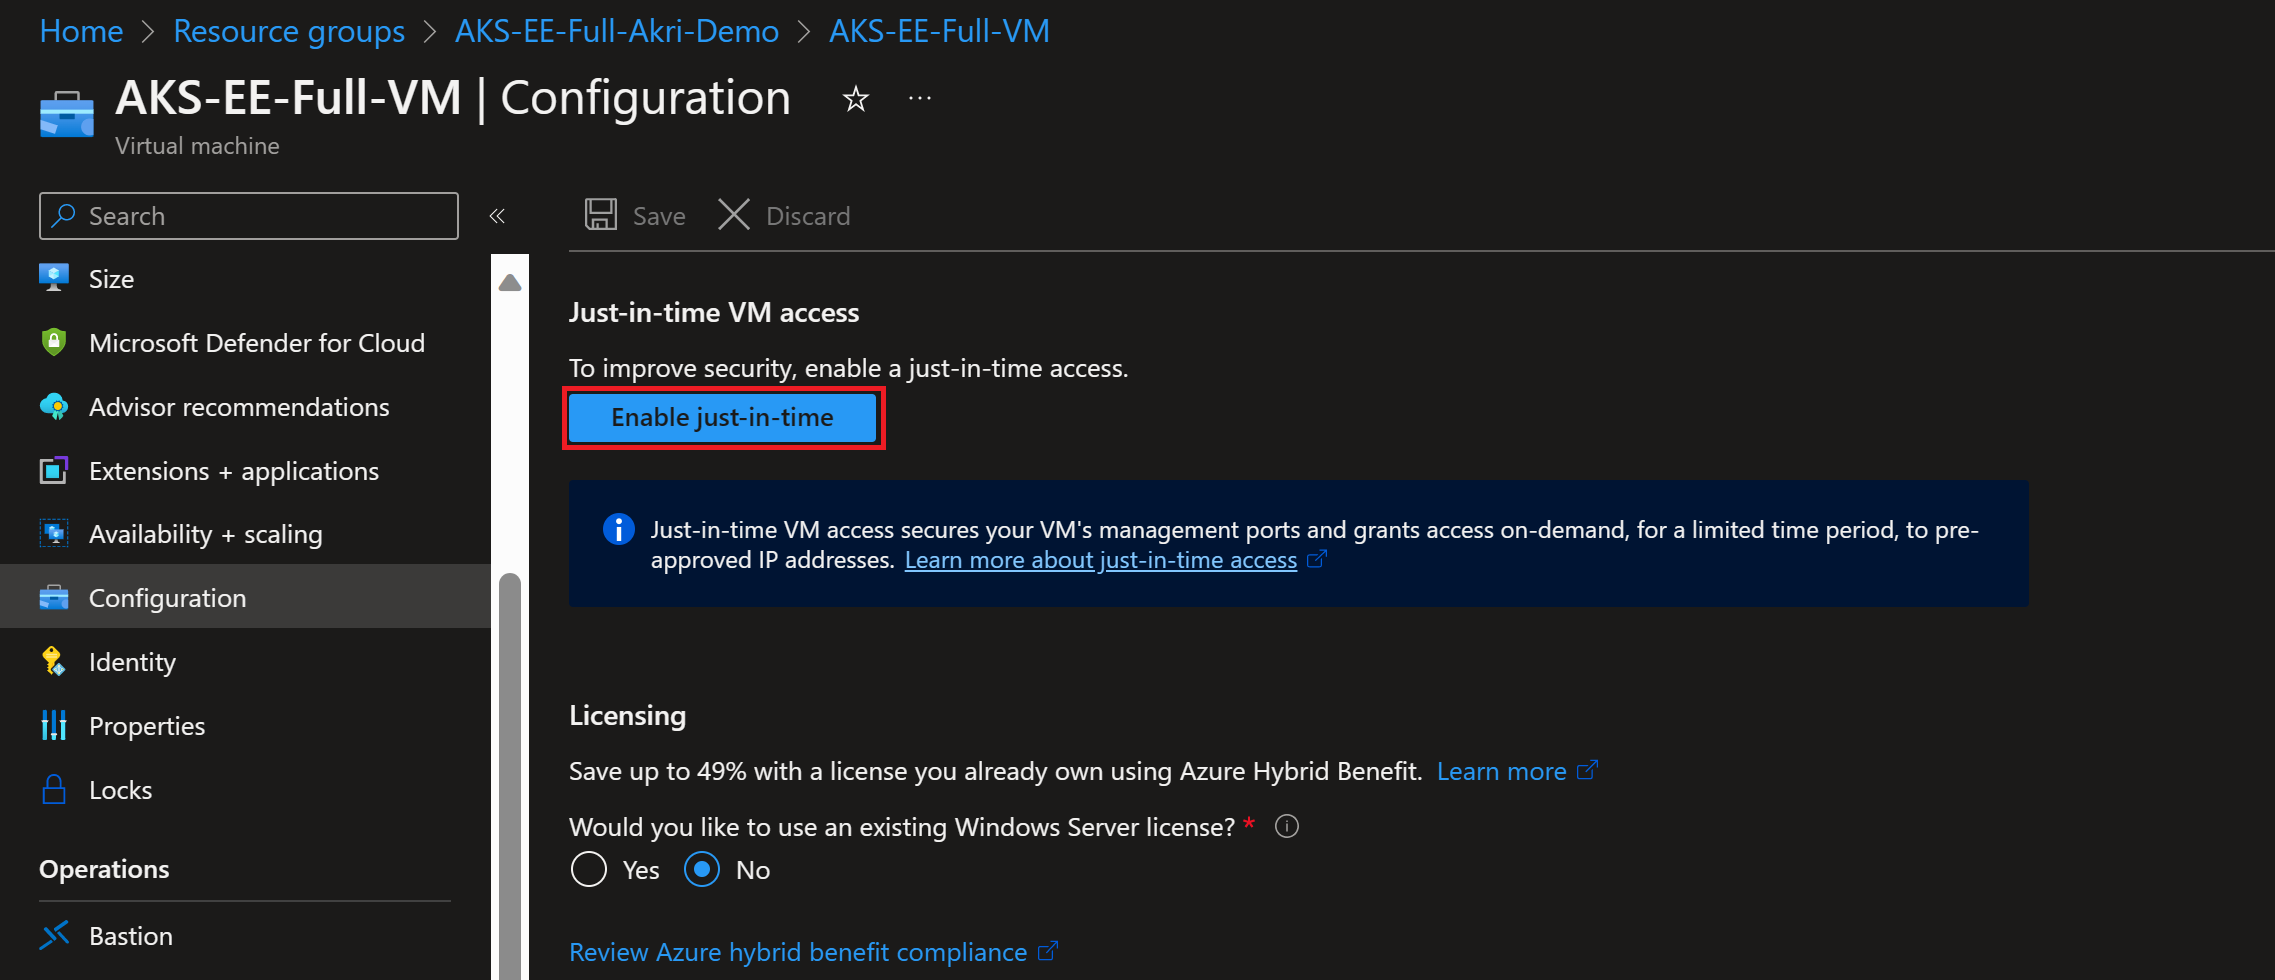 Home > Resource groups > AKS-EE-Full-Akri-Demo > AKS-EE-Full-VM
AKS-EE-Full-VM | Configuration
Virtual machine
Search
Save Discard
Size
Microsoft Defender for Cloud
Advisor recommendations
Extensions + applications
Availability + scaling
Configuration
Identity
Properties
Locks
Operations
Bastion
Just-in-time VM access
To improve security, enable a just-in-time access.
Enable just-in-time
Just-in-time VM access secures your VM's management ports and grants access on-demand, for a limited time period, to pre-
approved IP addresses. Learn more about just-in-time access
Licensing
Save up to 49% with a license you already own using Azure Hybrid Benefit. Learn more
Would you like to use an existing Windows Server license? *
Yes No
Review Azure hybrid benefit compliance